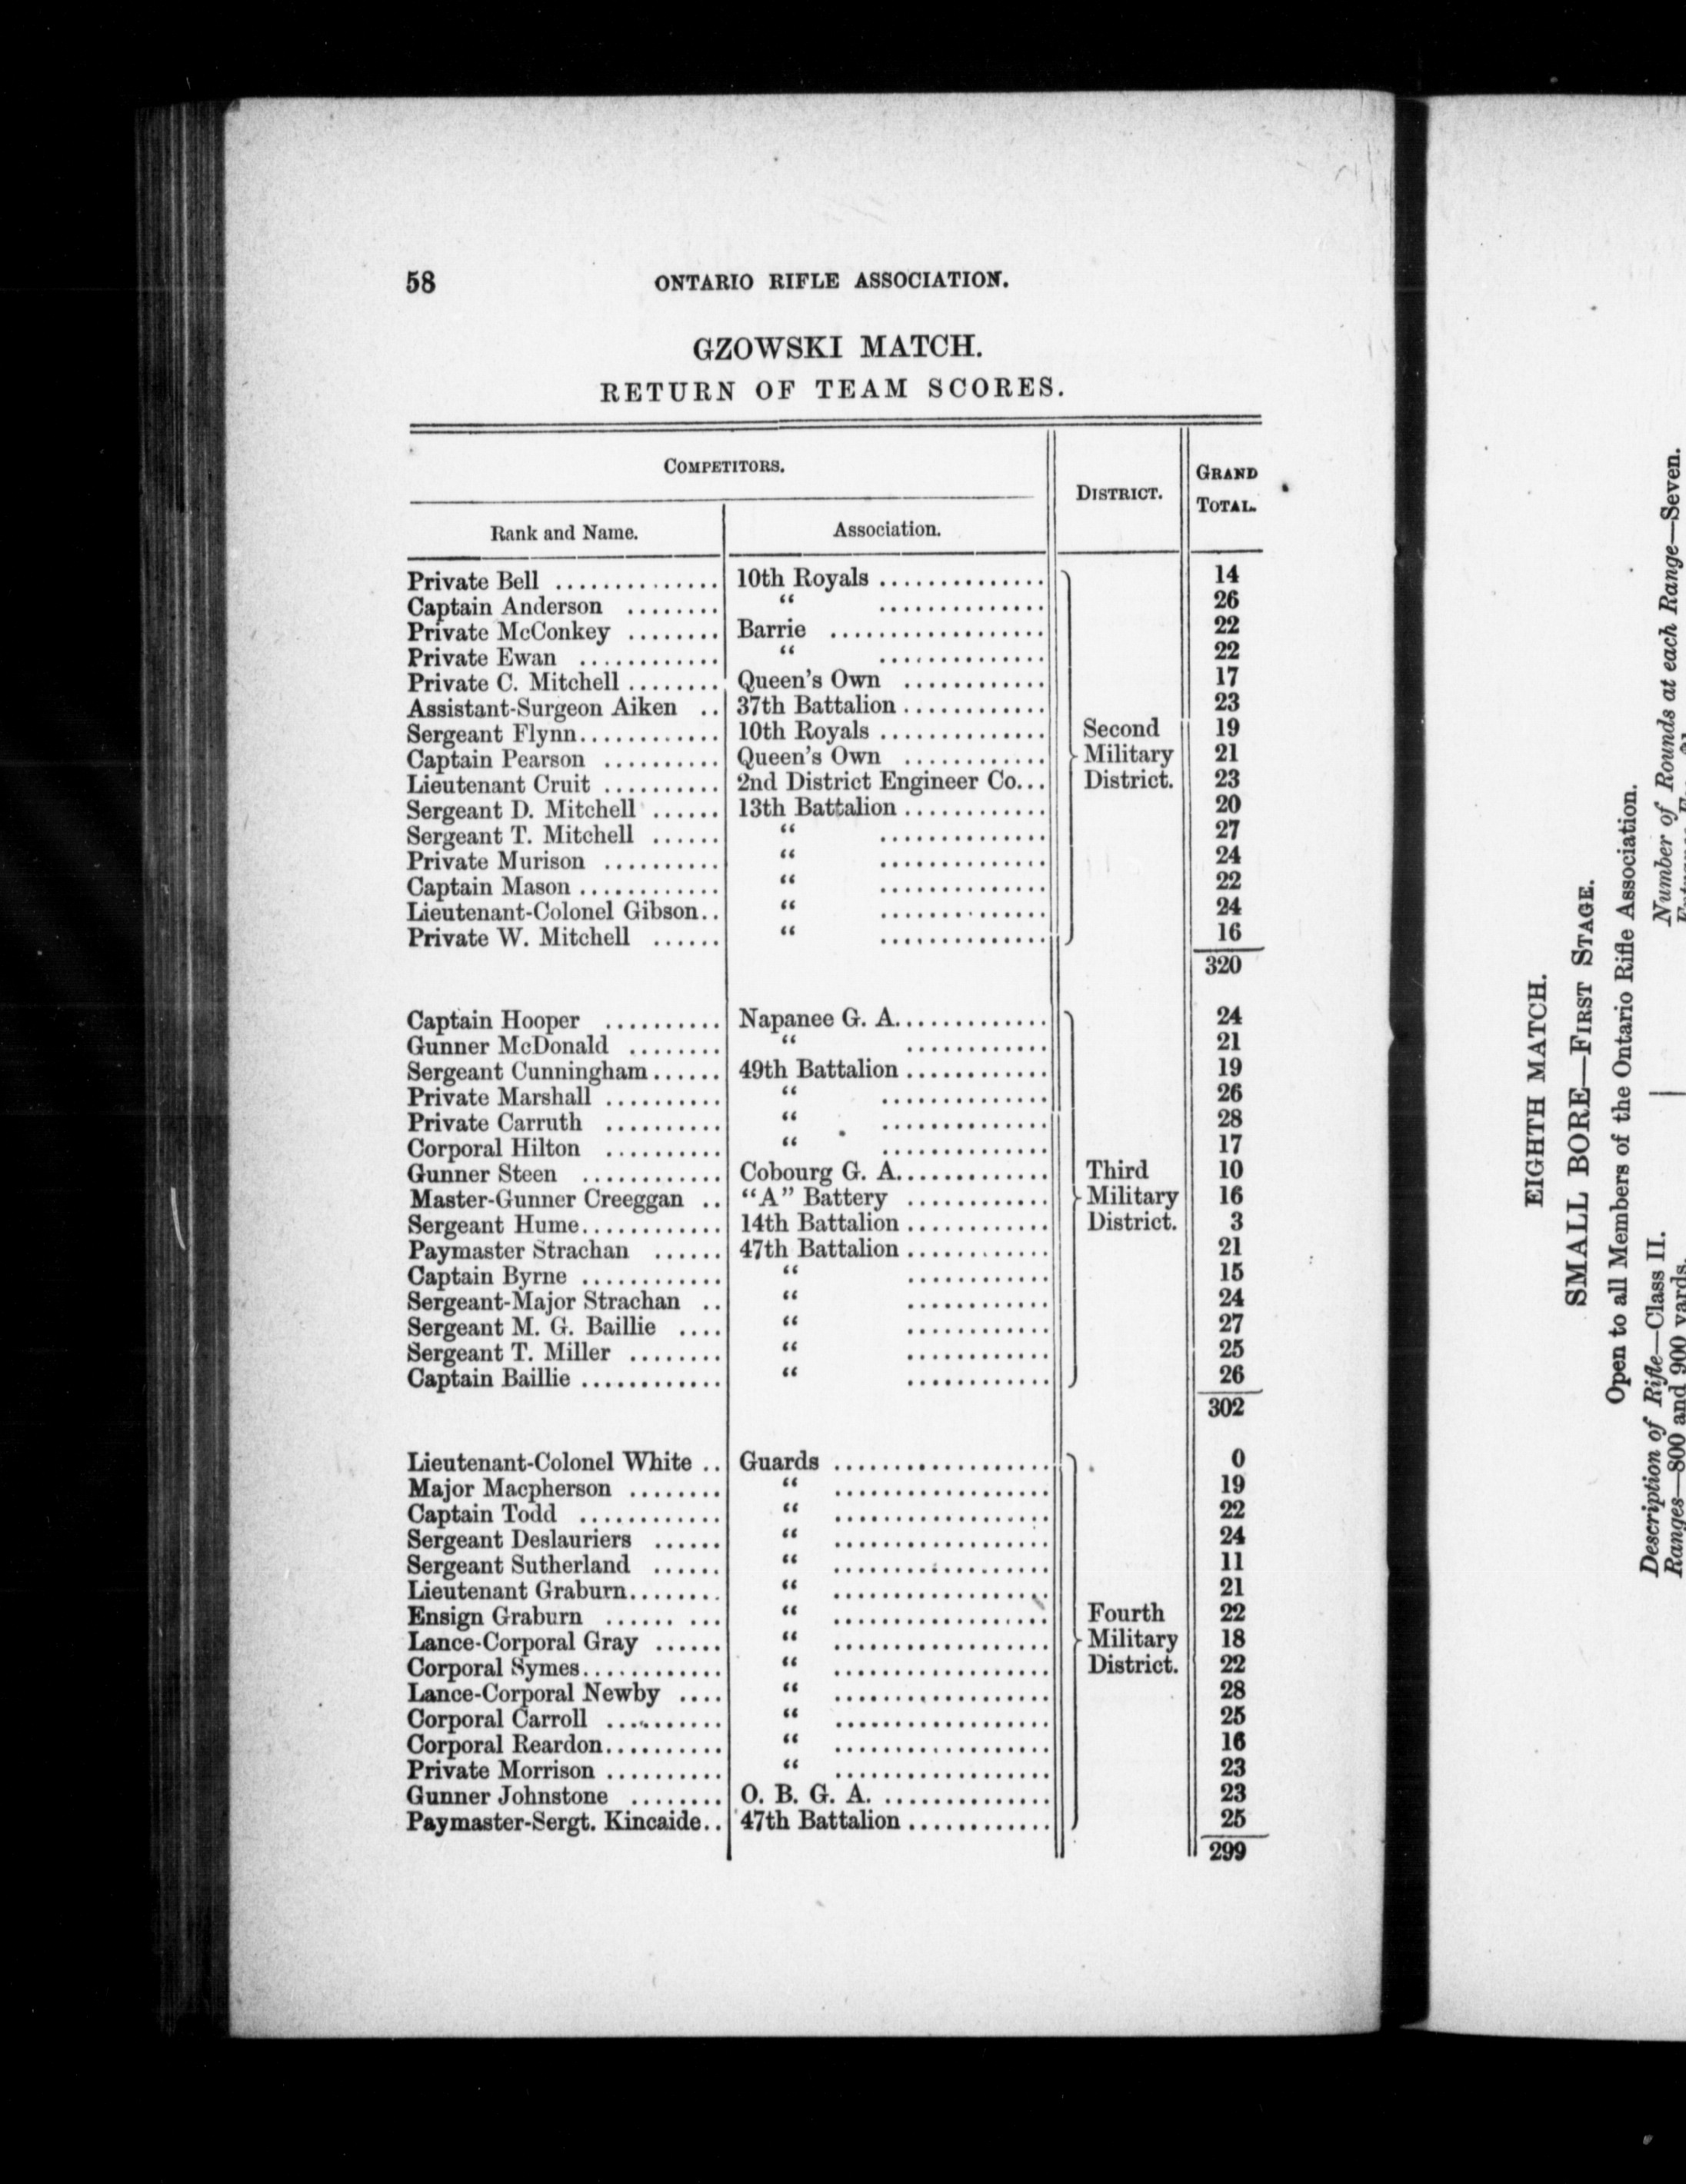 58 ONTARIO RIFLE ASSOCIATION.
GZOWSKI MATCH.
RETURN OF TEAM SCORES.
COMPETITORS. DISTRICT. GRAND TOTAL.
Rank and Name. Association.
Private Bell .............. 10th Royals .............. 14
Captain Anderson ........ “ .............. 26
Private McConkey ........ Barrie .................. 22
Private Ewan ............ “ .............. 22
Private C. Mitchell ........ Queen's Own ............ 17
Assistant-Surgeon Aiken .. 37th Battalion ............ 23
Sergeant Flynn............ 10th Royals .............. Second 19
Captain Pearson .......... Queen's Own ............ Military 21
Lieutenant Cruit .......... 2nd District Engineer Co... District. 23
Sergeant D. Mitchell ...... 13th Battalion ............ 20
Sergeant T. Mitchell ...... “ .............. 27
Private Murison .......... “ .............. 24
Captain Mason ............ “ .............. 22
Lieutenant-Colonel Gibson.. “ .............. 24
Private W. Mitchell ...... “ .............. 16
320
Captain Hooper .......... Napanee G. A............. 24
Gunner McDonald ........ “ ............ 21
Sergeant Cunningham ...... 49th Battalion ............ 19
Private Marshall .......... “ .............. 26
Private Carruth .......... “ .............. 28
Corporal Hilton .......... “ .............. 17
Gunner Steen ............ Cobourg G. A............. Third 10
Master-Gunner Creeggan .. “A” Battery ............ Military 16
Sergeant Hume............ 14th Battalion ............ District. 3
Paymaster Strachan ...... 47th Battalion ............ 21
Captain Byrne ............ “ ............ 15
Sergeant-Major Strachan .. “ ............ 24
Sergeant M. G. Baillie .... “ ............ 27
Sergeant T. Miller ........ “ ............ 25
Captain Baillie ............ “ ............ 26
302
Lieutenant-Colonel White .. Guards .................. 0
Major Macpherson ........ “ .................. 19
Captain Todd ............ “ .................. 22
Sergeant Deslauriers ...... “ .................. 24
Sergeant Sutherland ...... “ .................. 11
Lieutenant Graburn........ “ .................. 21
Ensign Graburn ...... ... “ .................. Fourth 22
Lance-Corporal Gray ...... “ .................. Military 18
Corporal Symes............ “ .................. District. 22
Lance-Corporal Newby .... “ .................. 28
Corporal Carroll .......... “ .................. 25
Corporal Reardon.......... “ .................. 16
Private Morrison .......... “ .................. 23
Gunner Johnstone ........ O. B. G. A. .............. 23
Paymaster-Sergt. Kincaide.. 47th Battalion ............ 25
299
EIGHTH MATCH.
SMALL BORE—FIRST STAGE.
Open to all Members of the Ontario Rifle Association.
Description of Rifle—Class II. Number of Rounds at each Range—Seven.
Ranges—800 and 900 yards.